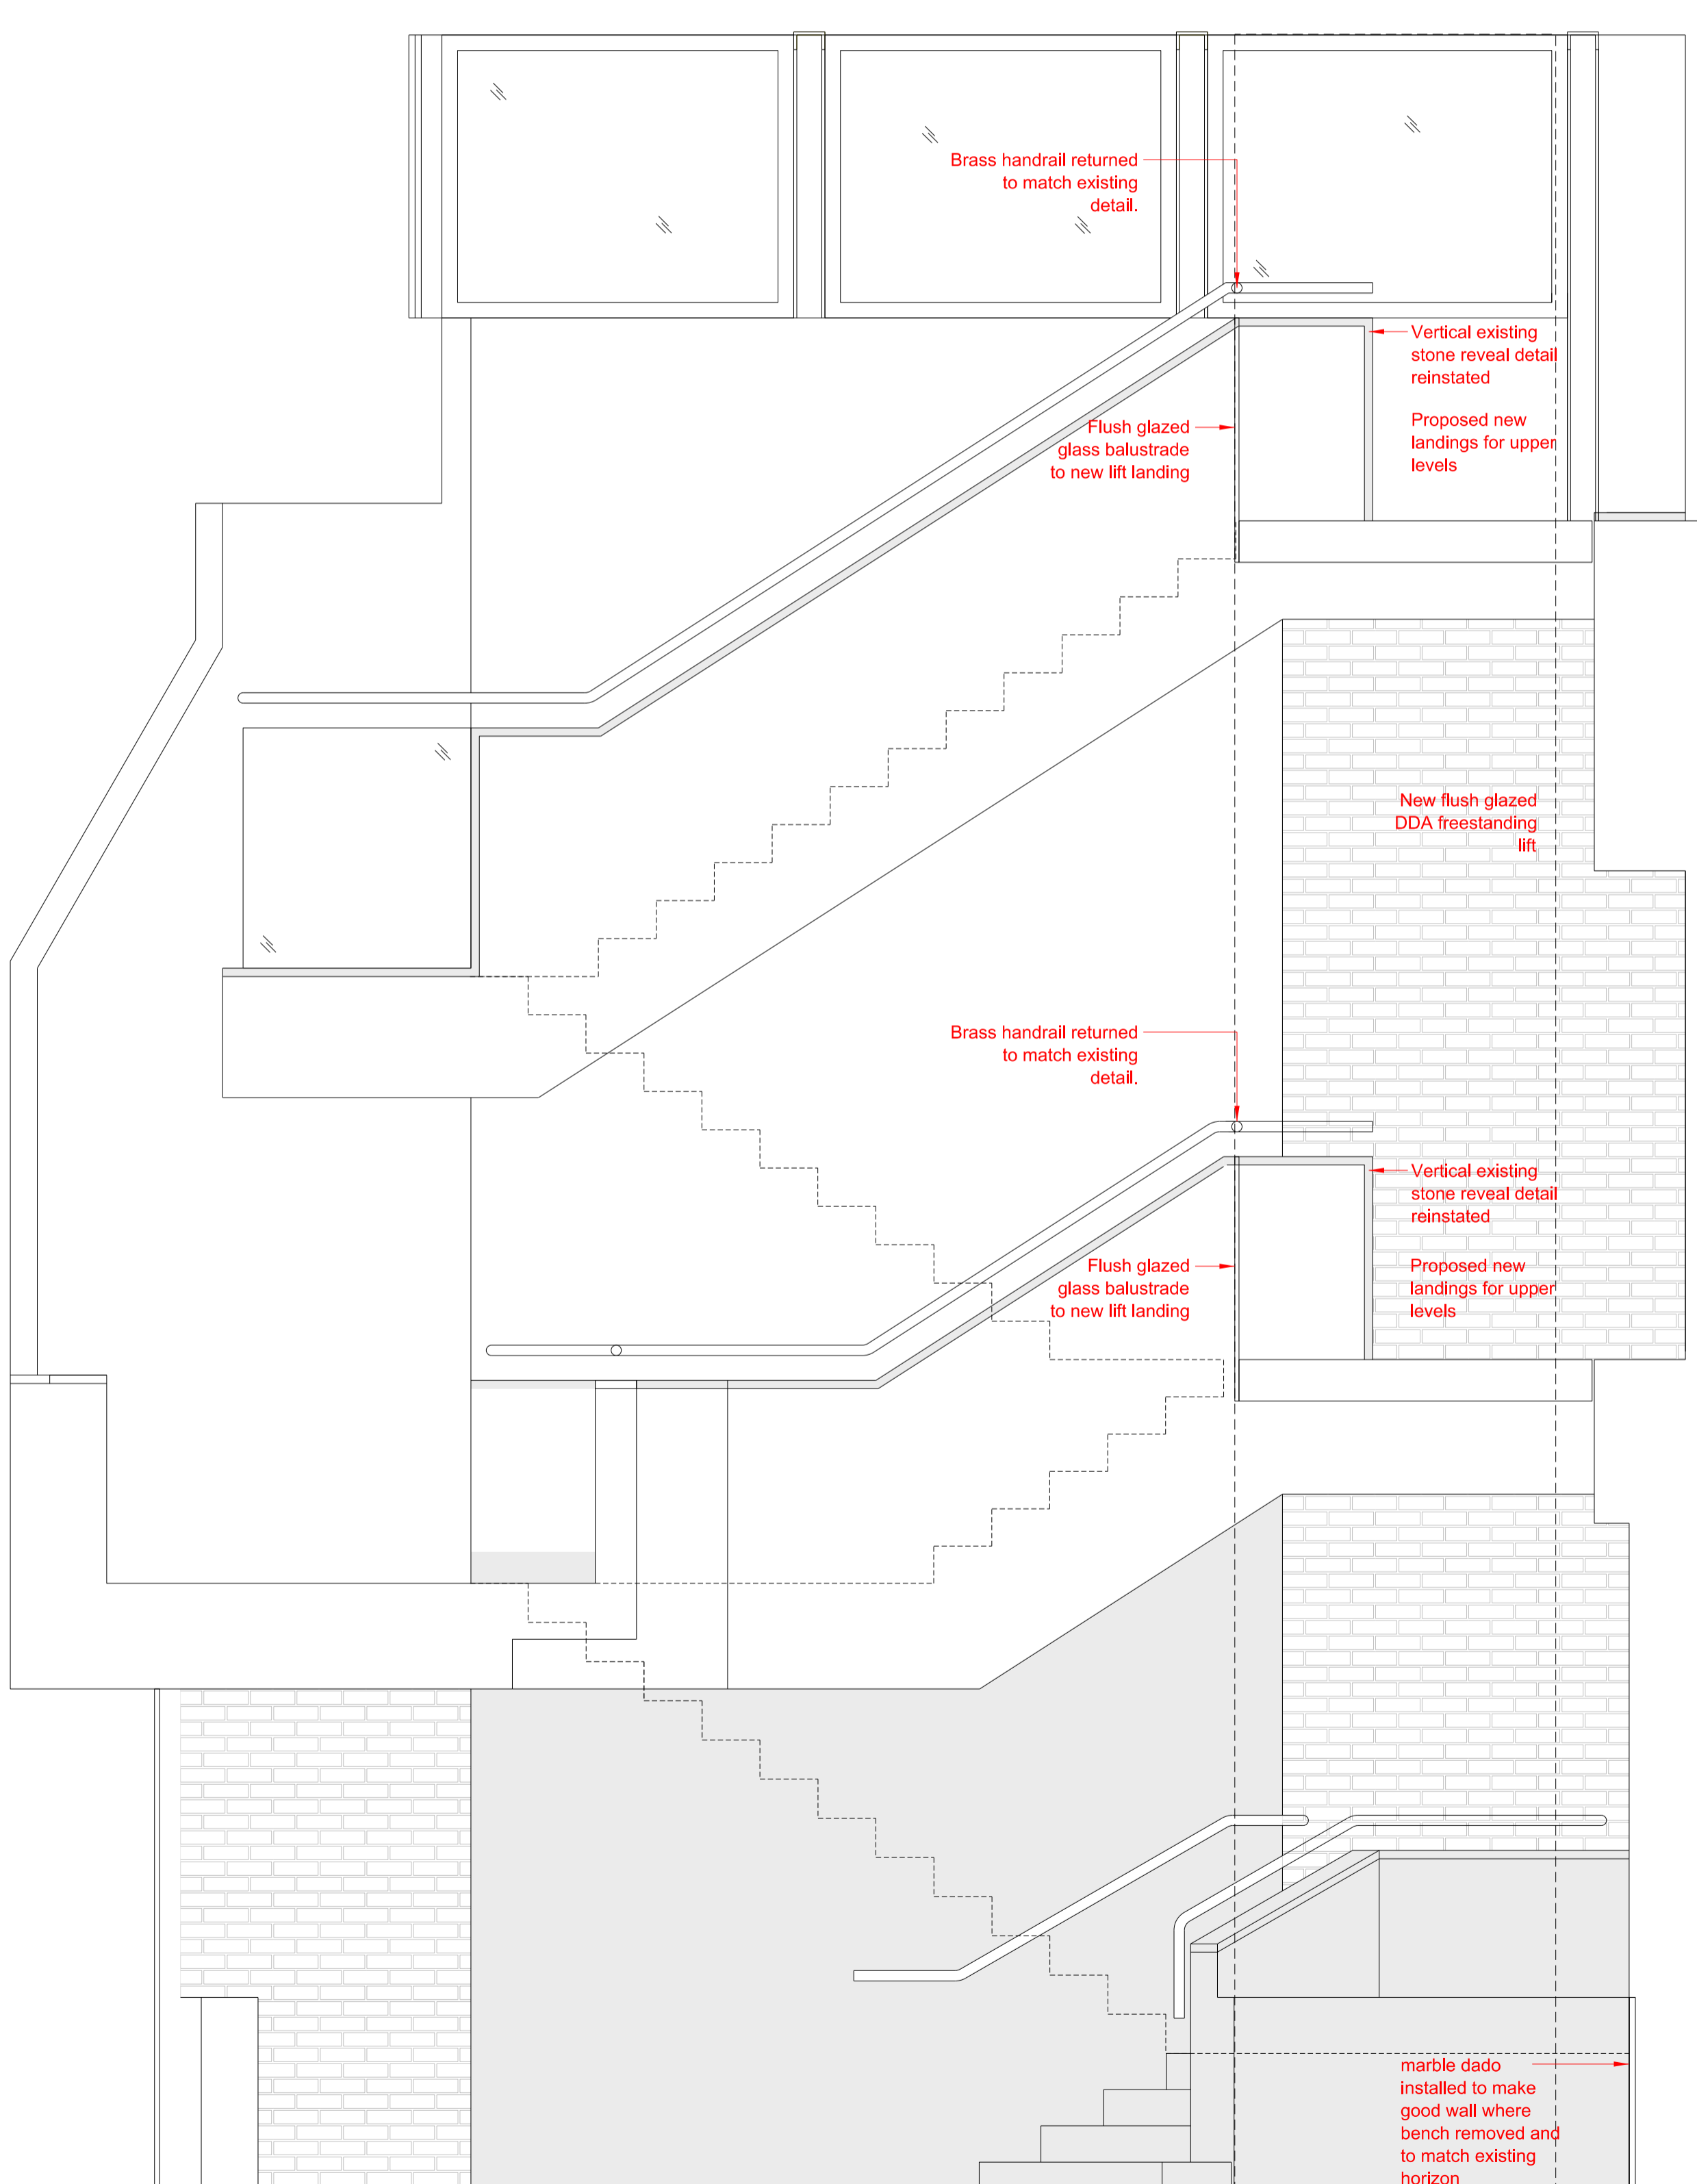 Brass handrail returned
to match existing
detail.
Vertical existing
stone reveal detail
reinstated
Proposed new
landings for upper
levels
Flush glazed
glass balustrade
to new lift landing
New flush glazed
DDA freestanding
lift
Brass handrail returned
to match existing
detail.
Vertical existing
stone reveal detail
reinstated
Flush glazed
glass balustrade
to new lift landing
Proposed new
landings for upper
levels
marble dado
installed to make
good wall where
bench removed and
to match existing
horizon